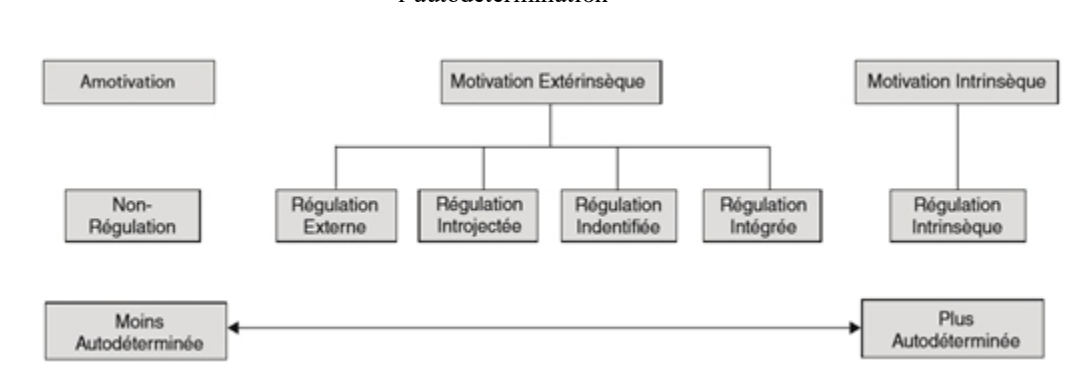 Amotivation
Motivation Extérinsèque
Motivation Intrinsèque
Non-
Régulation
Régulation
Externe
Régulation
Introjectée
Régulation
Indentifiée
Régulation
Intégrée
Régulation
Intrinsèque
Moins
Autodéterminée
Plus
Autodéterminée